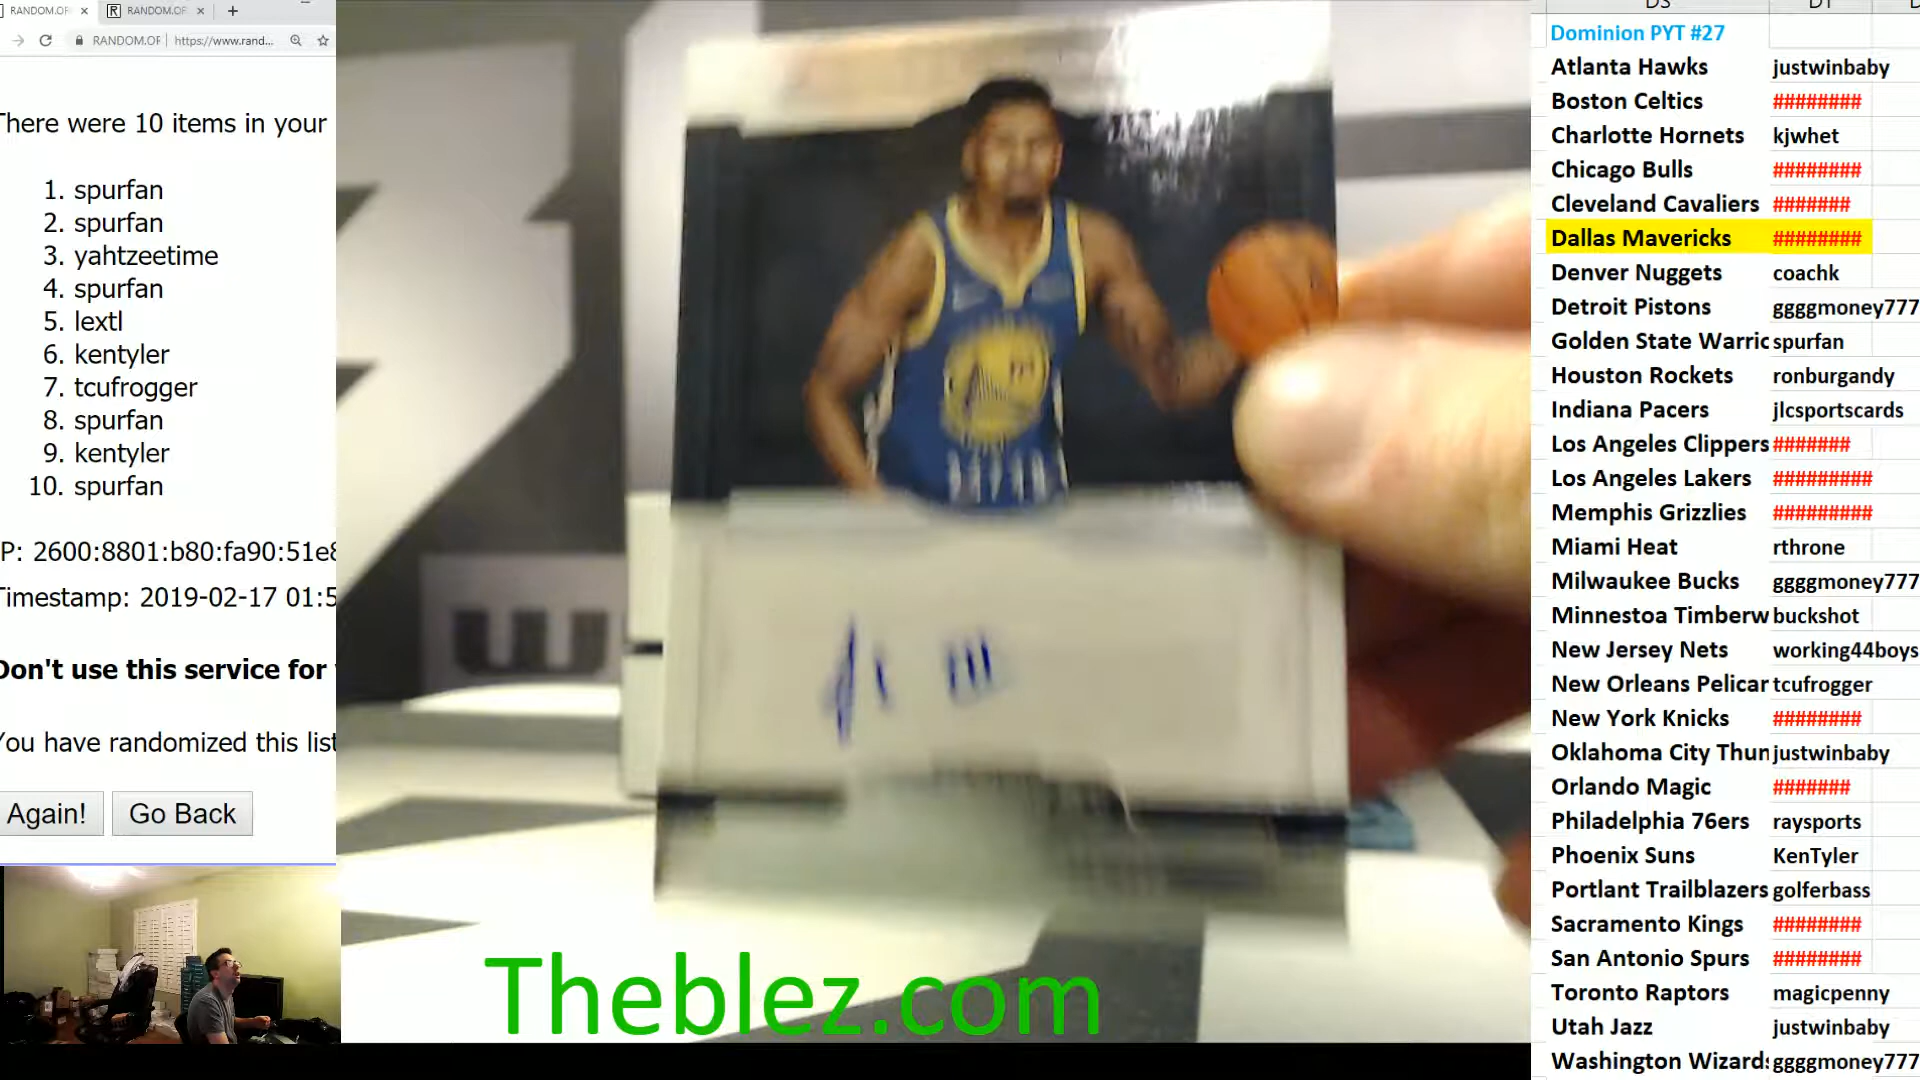 RANDOM.OR
RANDOM.OR
RANDOM.OF https://www.rand...
There were 10 items in your
1. spurfan
2. spurfan
3. yahtzeetime
4. spurfan
5. lextl
6. kentyler
7. tcufrogger
8. spurfan
9. kentyler
10. spurfan
IP: 2600:8801:b80:fa90:51e8
Timestamp: 2019-02-17 01:5
Don't use this service for
You have randomized this list
Again! Go Back
Theblez.com
DS DT
Dominion PYT #27
Atlanta Hawks justwinbaby
Boston Celtics ########
Charlotte Hornets kjwhet
Chicago Bulls ########
Cleveland Cavaliers #######
Dallas Mavericks ########
Denver Nuggets coachk
Detroit Pistons ggggmoney777
Golden State Warric spurfan
Houston Rockets ronburgandy
Indiana Pacers jlcsportscards
Los Angeles Clippers #######
Los Angeles Lakers #########
Memphis Grizzlies #########
Miami Heat rthrone
Milwaukee Bucks ggggmoney777
Minnestoa Timberw buckshot
New Jersey Nets working44boys
New Orleans Pelicar tcufrogger
New York Knicks ########
Oklahoma City Thun justwinbaby
Orlando Magic #######
Philadelphia 76ers raysports
Phoenix Suns KenTyler
Portlant Trailblazers golferbass
Sacramento Kings ########
San Antonio Spurs ########
Toronto Raptors magicpenny
Utah Jazz justwinbaby
Washington Wizards ggggmoney777